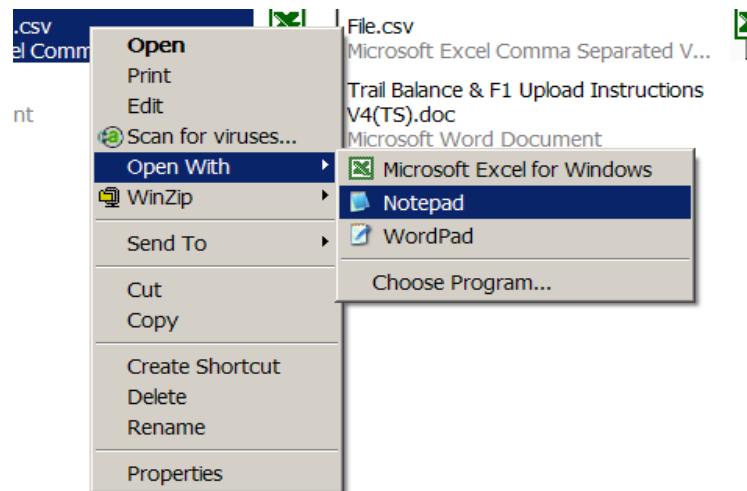 .csv
el Comm
nt
File.csv
Microsoft Excel Comma Separated V...
Trail Balance & F1 Upload Instructions
V4(TS).doc
Microsoft Word Document
Open
Print
Edit
Scan for viruses...
Open With
WinZip
Send To
Cut
Copy
Create Shortcut
Delete
Rename
Properties
Microsoft Excel for Windows
Notepad
WordPad
Choose Program...